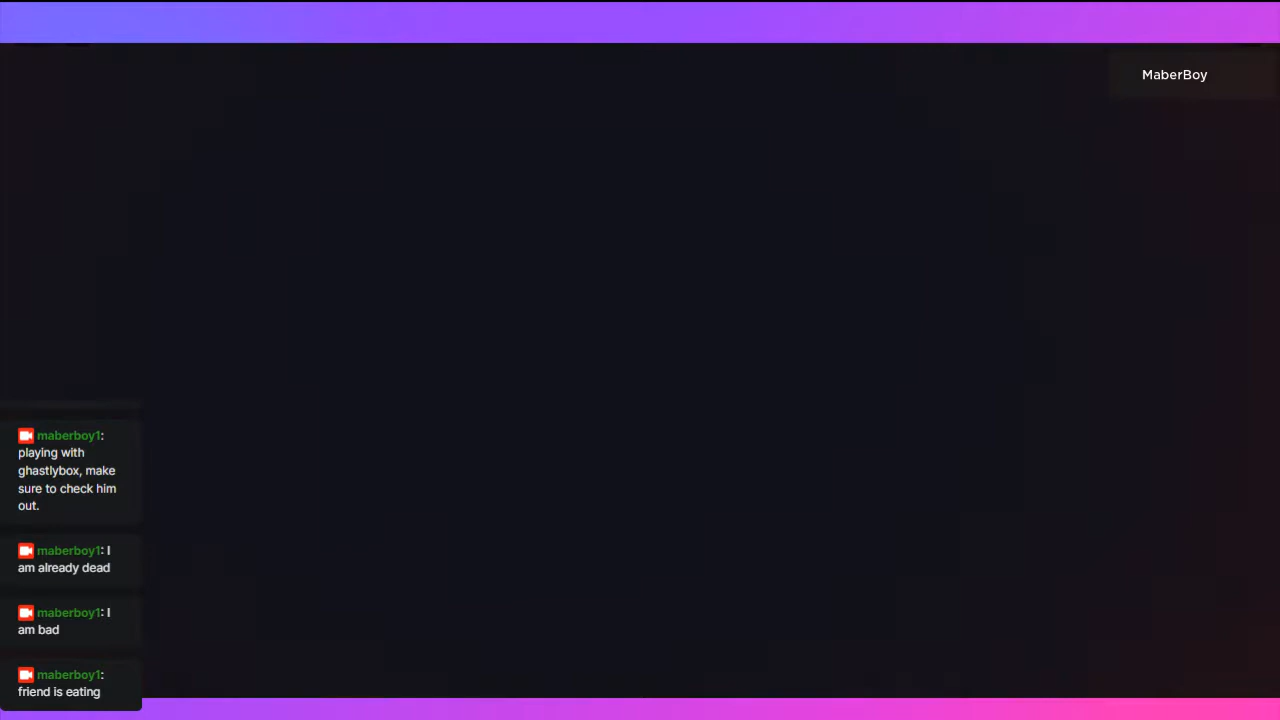 MaberBoy
maberboy1:
playing with
ghastlybox, make
sure to check him
out.
maberboy1: I
am already dead
maberboy1: I
am bad
maberboy1:
friend is eating